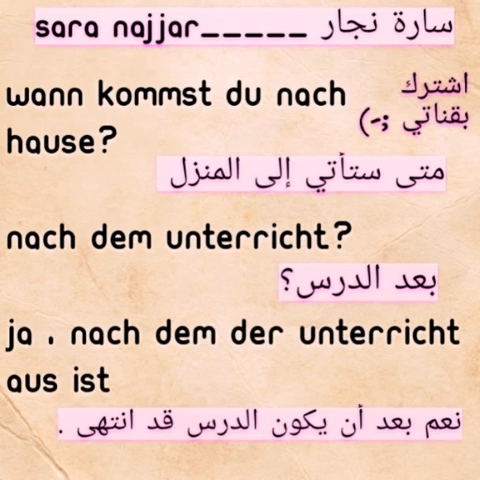 sara najjar_____ سارة نجار
wann kommst du nach
hause?
اشترك
بقناتي ;-)
متى ستأتي إلى المنزل
nach dem unterricht?
بعد الدرس؟
ja , nach dem der unterricht
aus ist
نعم بعد أن يكون الدرس قد انتهى .